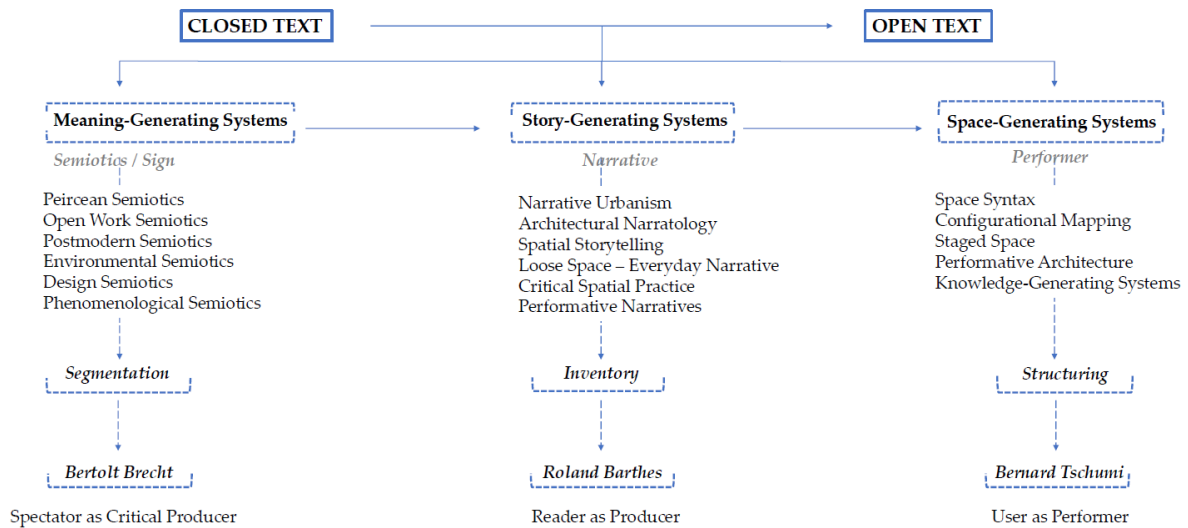 CLOSED TEXT
OPEN TEXT
Meaning-Generating Systems
Story-Generating Systems
Space-Generating Systems
Semiotics / Sign
Narrative
Performer
Peircean Semiotics
Open Work Semiotics
Postmodern Semiotics
Environmental Semiotics
Design Semiotics
Phenomenological Semiotics
Narrative Urbanism
Architectural Narratology
Spatial Storytelling
Loose Space – Everyday Narrative
Critical Spatial Practice
Performative Narratives
Space Syntax
Configurational Mapping
Staged Space
Performative Architecture
Knowledge-Generating Systems
Segmentation
Inventory
Structuring
Bertolt Brecht
Roland Barthes
Bernard Tschumi
Spectator as Critical Producer
Reader as Producer
User as Performer